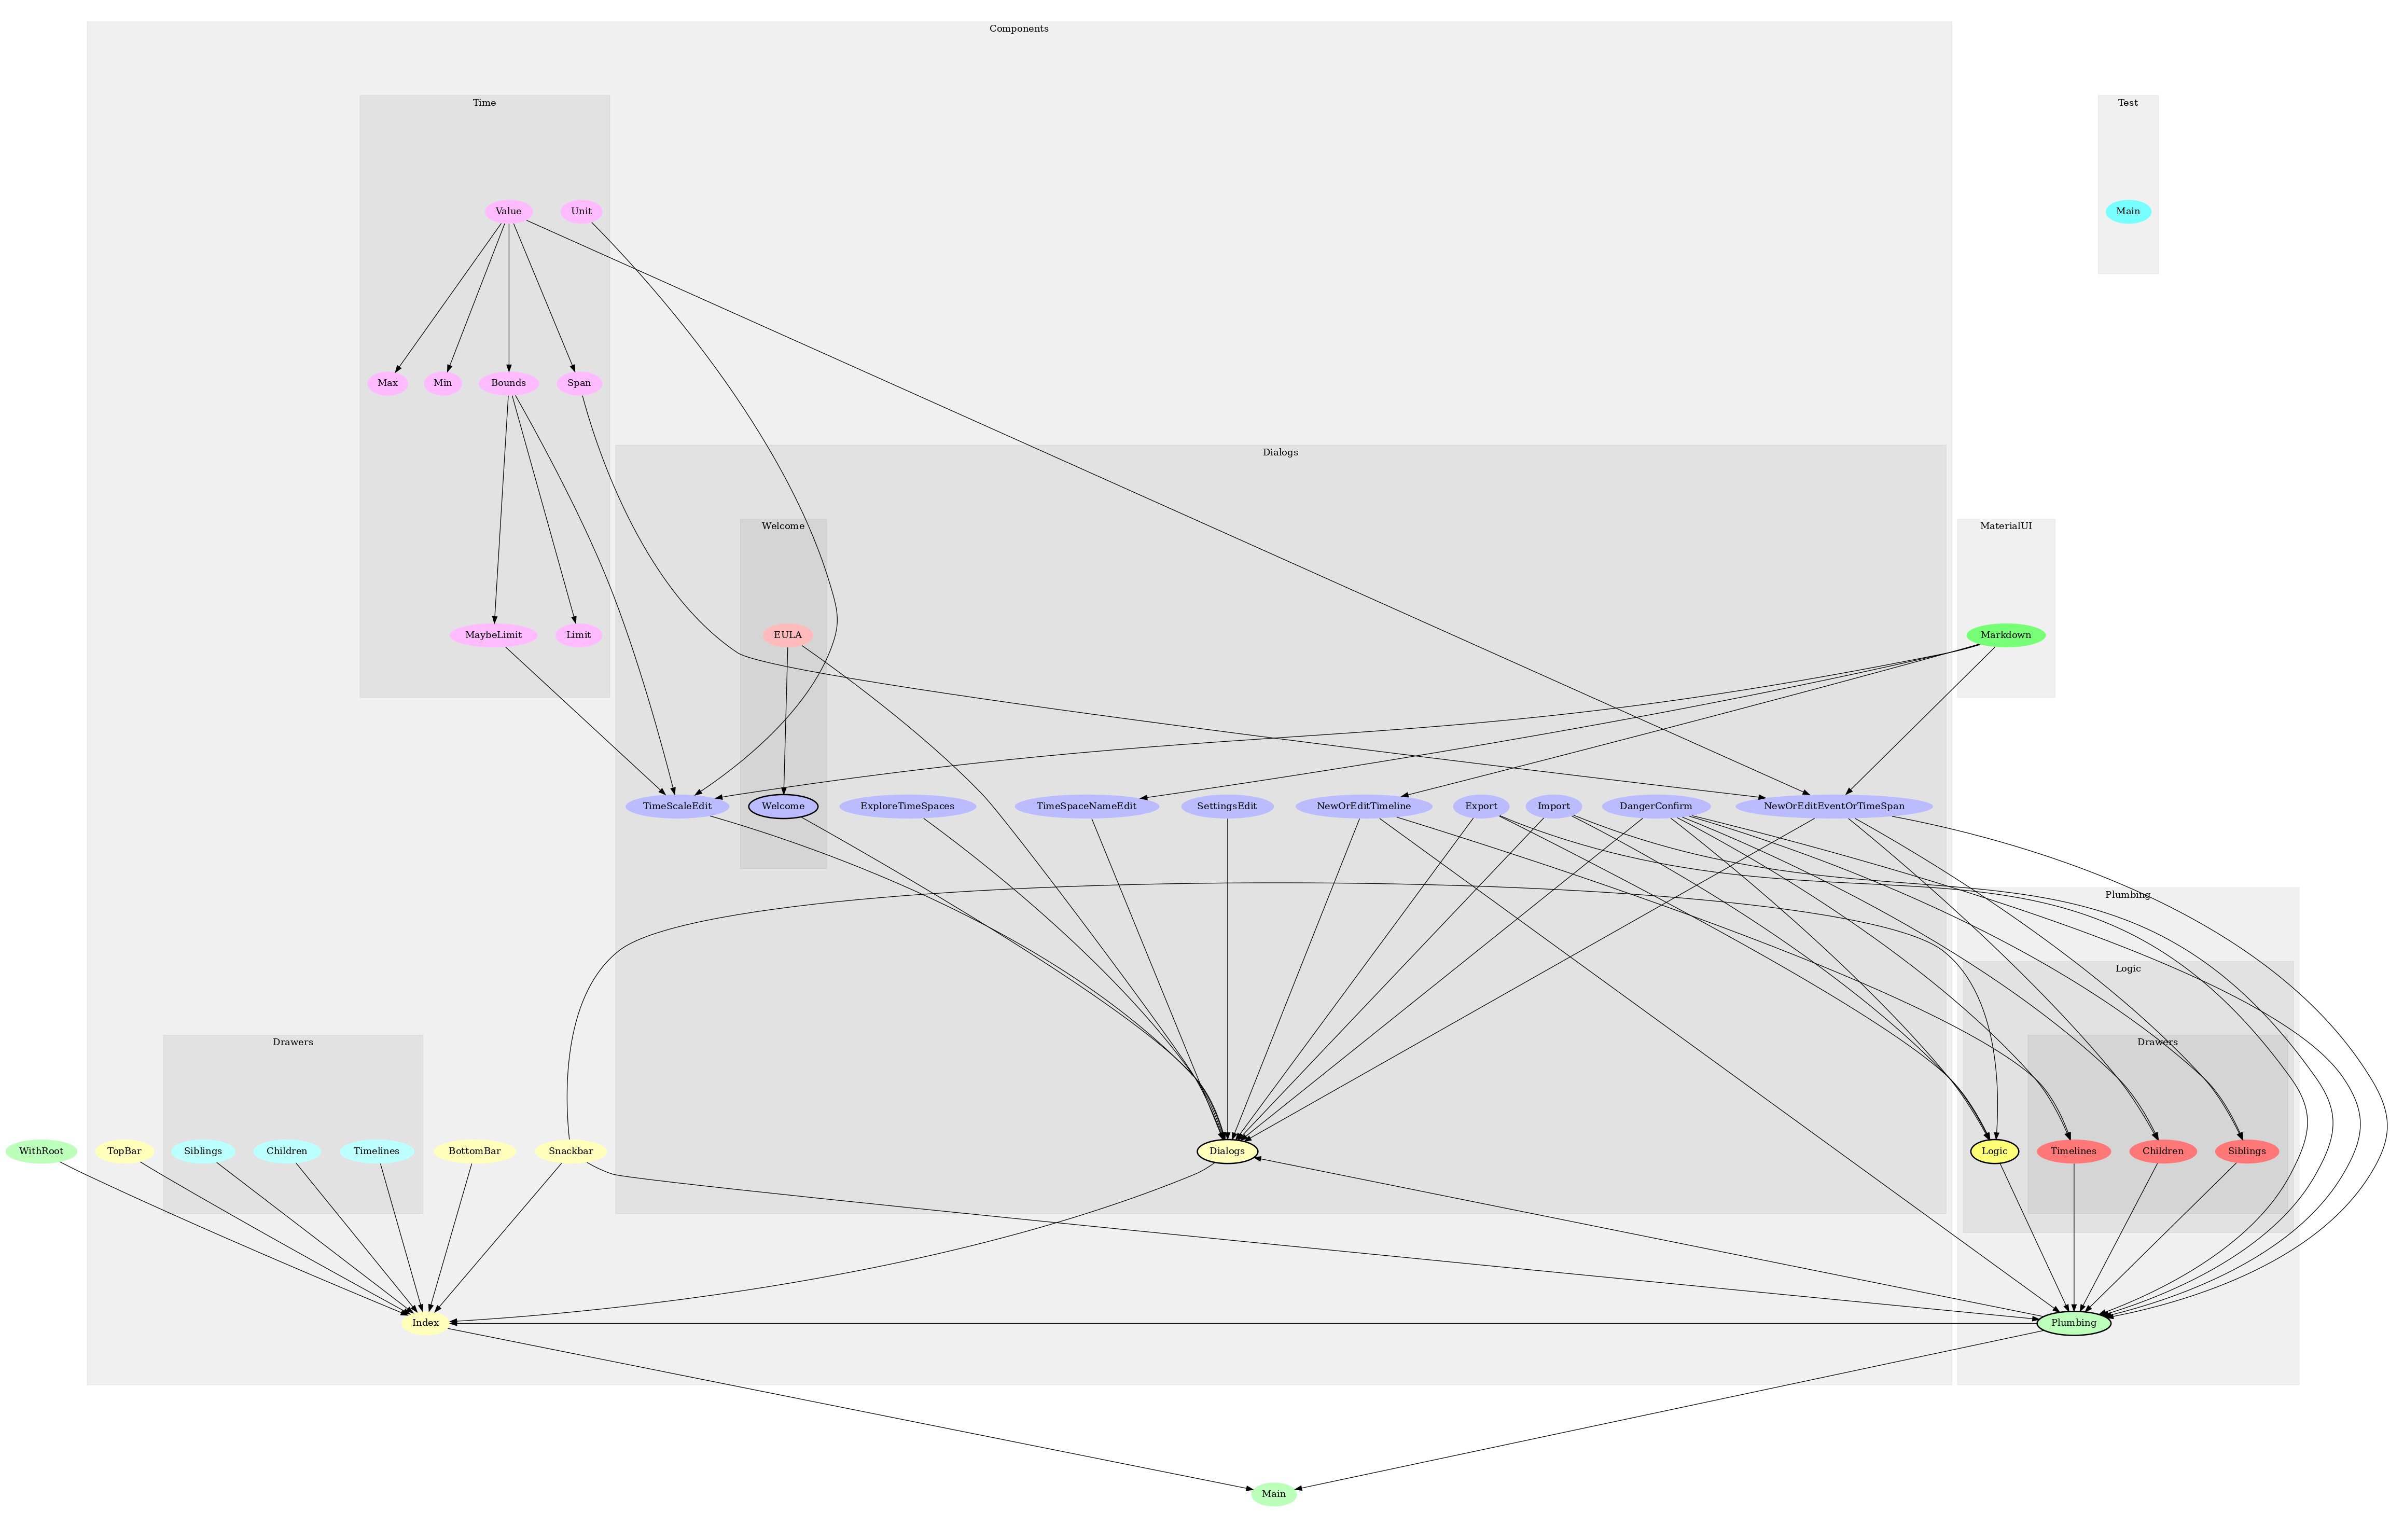 Components
Time
Test
Value
Unit
Main
Max
Min
Bounds
Span
Dialogs
Welcome
MaterialUI
MaybeLimit
Limit
EULA
Markdown
TimeScaleEdit
Welcome
ExploreTimeSpaces
TimeSpaceNameEdit
SettingsEdit
NewOrEditTimeline
Export
Import
DangerConfirm
NewOrEditEventOrTimeSpan
Plumbing
Logic
Drawers
Drawers
WithRoot
TopBar
Siblings
Children
Timelines
BottomBar
Snackbar
Dialogs
Logic
Timelines
Children
Siblings
Index
Plumbing
Main